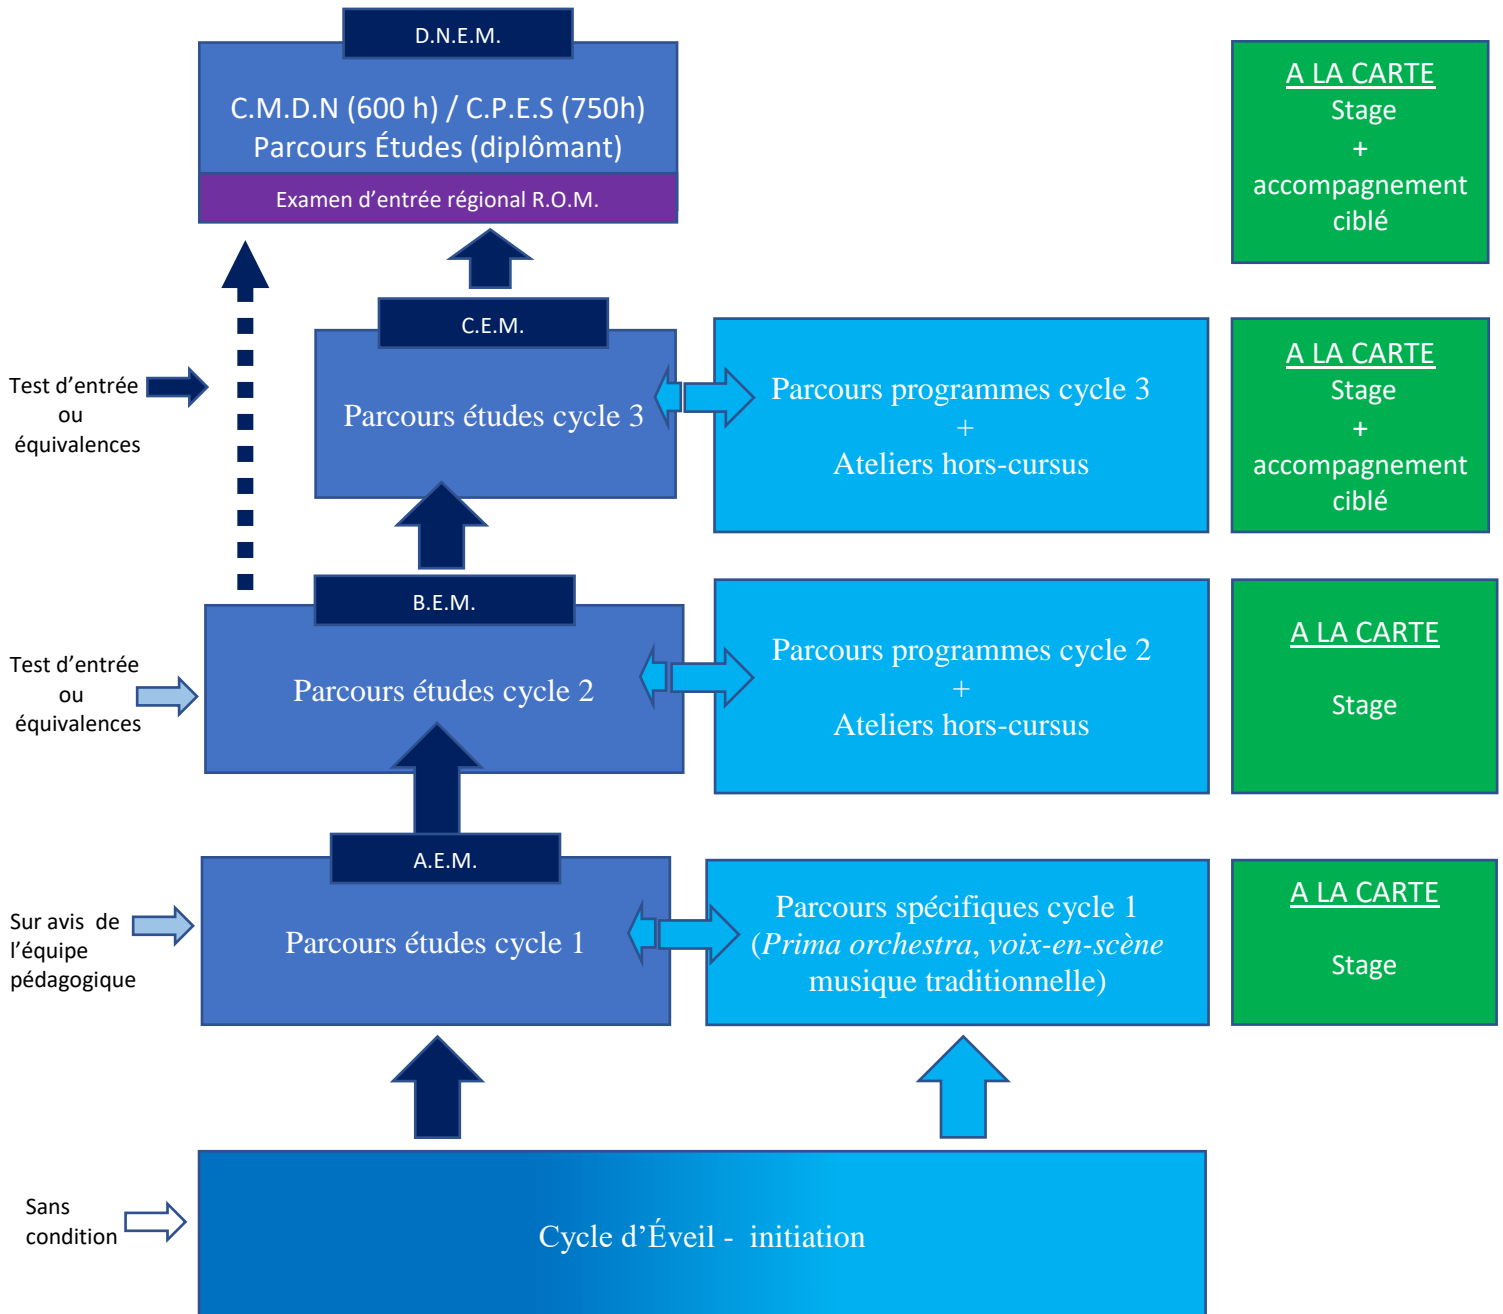 D.N.E.M.
C.M.D.N (600 h) / C.P.E.S (750h)
Parcours Études (diplômant)
Examen d’entrée régional R.O.M.
A LA CARTE
Stage
+
accompagnement
ciblé
Test d’entrée
ou
équivalences
C.E.M.
Parcours études cycle 3
Parcours programmes cycle 3
+
Ateliers hors-cursus
A LA CARTE
Stage
+
accompagnement
ciblé
Test d’entrée
ou
équivalences
B.E.M.
Parcours études cycle 2
Parcours programmes cycle 2
+
Ateliers hors-cursus
A LA CARTE
Stage
Sur avis de
l’équipe
pédagogique
A.E.M.
Parcours études cycle 1
Parcours spécifiques cycle 1
(Prima orchestra, voix-en-scène
musique traditionnelle)
A LA CARTE
Stage
Sans
condition
Cycle d’Éveil - initiation